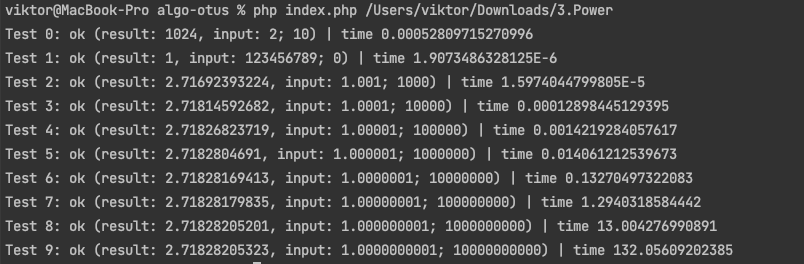 viktor@MacBook-Pro algo-otus % php index.php /Users/viktor/Downloads/3.Power
Test 0: ok (result: 1024, input: 2; 10) | time 0.00052809715270996
Test 1: ok (result: 1, input: 123456789; 0) | time 1.9073486328125E-6
Test 2: ok (result: 2.71692393224, input: 1.001; 1000) | time 1.5974044799805E-5
Test 3: ok (result: 2.71814592682, input: 1.0001; 10000) | time 0.00012898445129395
Test 4: ok (result: 2.71826823719, input: 1.00001; 100000) | time 0.0014219284057617
Test 5: ok (result: 2.7182804691, input: 1.000001; 1000000) | time 0.014061212539673
Test 6: ok (result: 2.71828169413, input: 1.0000001; 10000000) | time 0.13270497322083
Test 7: ok (result: 2.71828179835, input: 1.00000001; 100000000) | time 1.2940318584442
Test 8: ok (result: 2.71828205201, input: 1.000000001; 1000000000) | time 13.004276990891
Test 9: ok (result: 2.71828205323, input: 1.0000000001; 10000000000) | time 132.05609202385